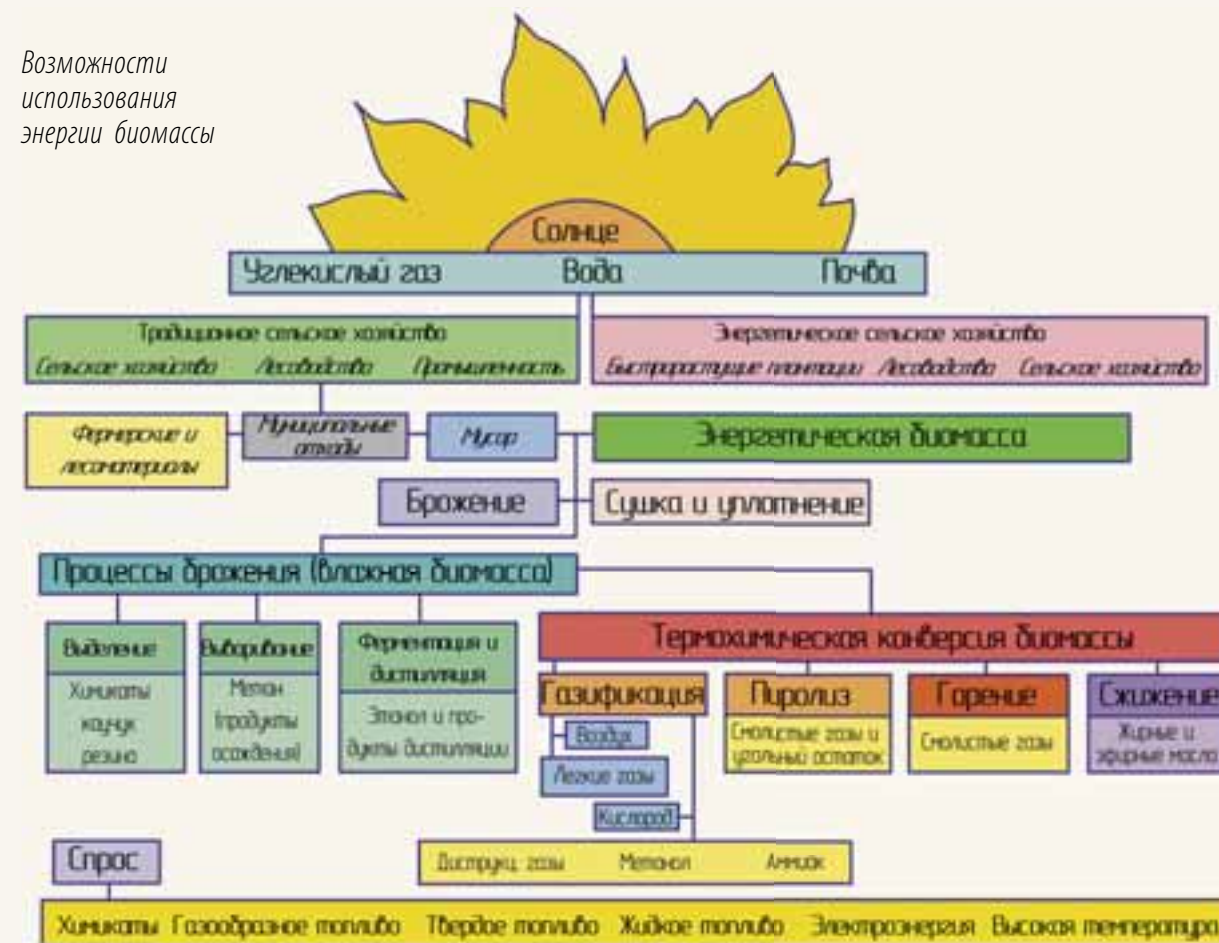 Возможности
использования
энергии биомассы
Солнце
Углекислый газ Вода Почва
Традиционное сельское хозяйство
Сельское хозяйство Лесоводство Промышленность
Энергетическое сельское хозяйство
Быстрорастущие плантации Лесоводство Сельское хозяйство
Фермерские и
лесоматериалы
Муниципальные
отходы
Мусор
Энергетическая биомасса
Брожение
Сушка и уплотнение
Процессы брожения (влажная биомасса)
Выделение
Химикаты
каучук
резина
Вываривание
Метан
(продукты
осаждения)
Ферментация и
дистилляция
Этанол и про-
дукты дистилляции
Термохимическая конверсия биомассы
Газификация
Воздух
Легкие газы
Кислород
Пиролиз
Смолистые газы и
угольный остаток
Горение
Смолистые газы
Сжижение
Жирные и
эфирные масла
Диструкц. газы Метанол Аммиак
Спрос
Химикаты Газообразное топливо Твердое топливо Жидкое топливо Электроэнергия Высокая температура